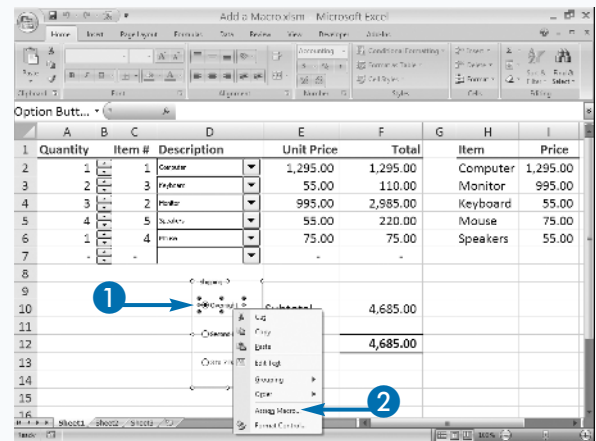 Add a Macro.xlsm - Microsoft Excel
Home Insert Page Layout Formulas Data Review View Developer Add-Ins
Accounting Conditional Formatting
Format as Table
Cell Styles
Clipboard Font Alignment Number Styles Cells Editing
Option Butt...
A B C D E F G H I
1 Quantity Item # Description Unit Price Total Item Price
2 1 1 Computer 1,295.00 1,295.00 Computer 1,295.00
3 2 3 Keyboard 55.00 110.00 Monitor 995.00
4 3 2 Monitor 995.00 2,985.00 Keyboard 55.00
5 4 5 Speakers 55.00 220.00 Mouse 75.00
6 1 4 Mouse 75.00 75.00 Speakers 55.00
7 - - - -
8 Shipping
9
10 1 Overnight Subtotal 4,685.00
11 Cut
Copy
12 Paste 4,685.00
13 Edit Text
14 Grouping
15 Order
16 Assign Macro... 2
Format Control...
Sheet1 Sheet2 Sheet3
Ready 100%